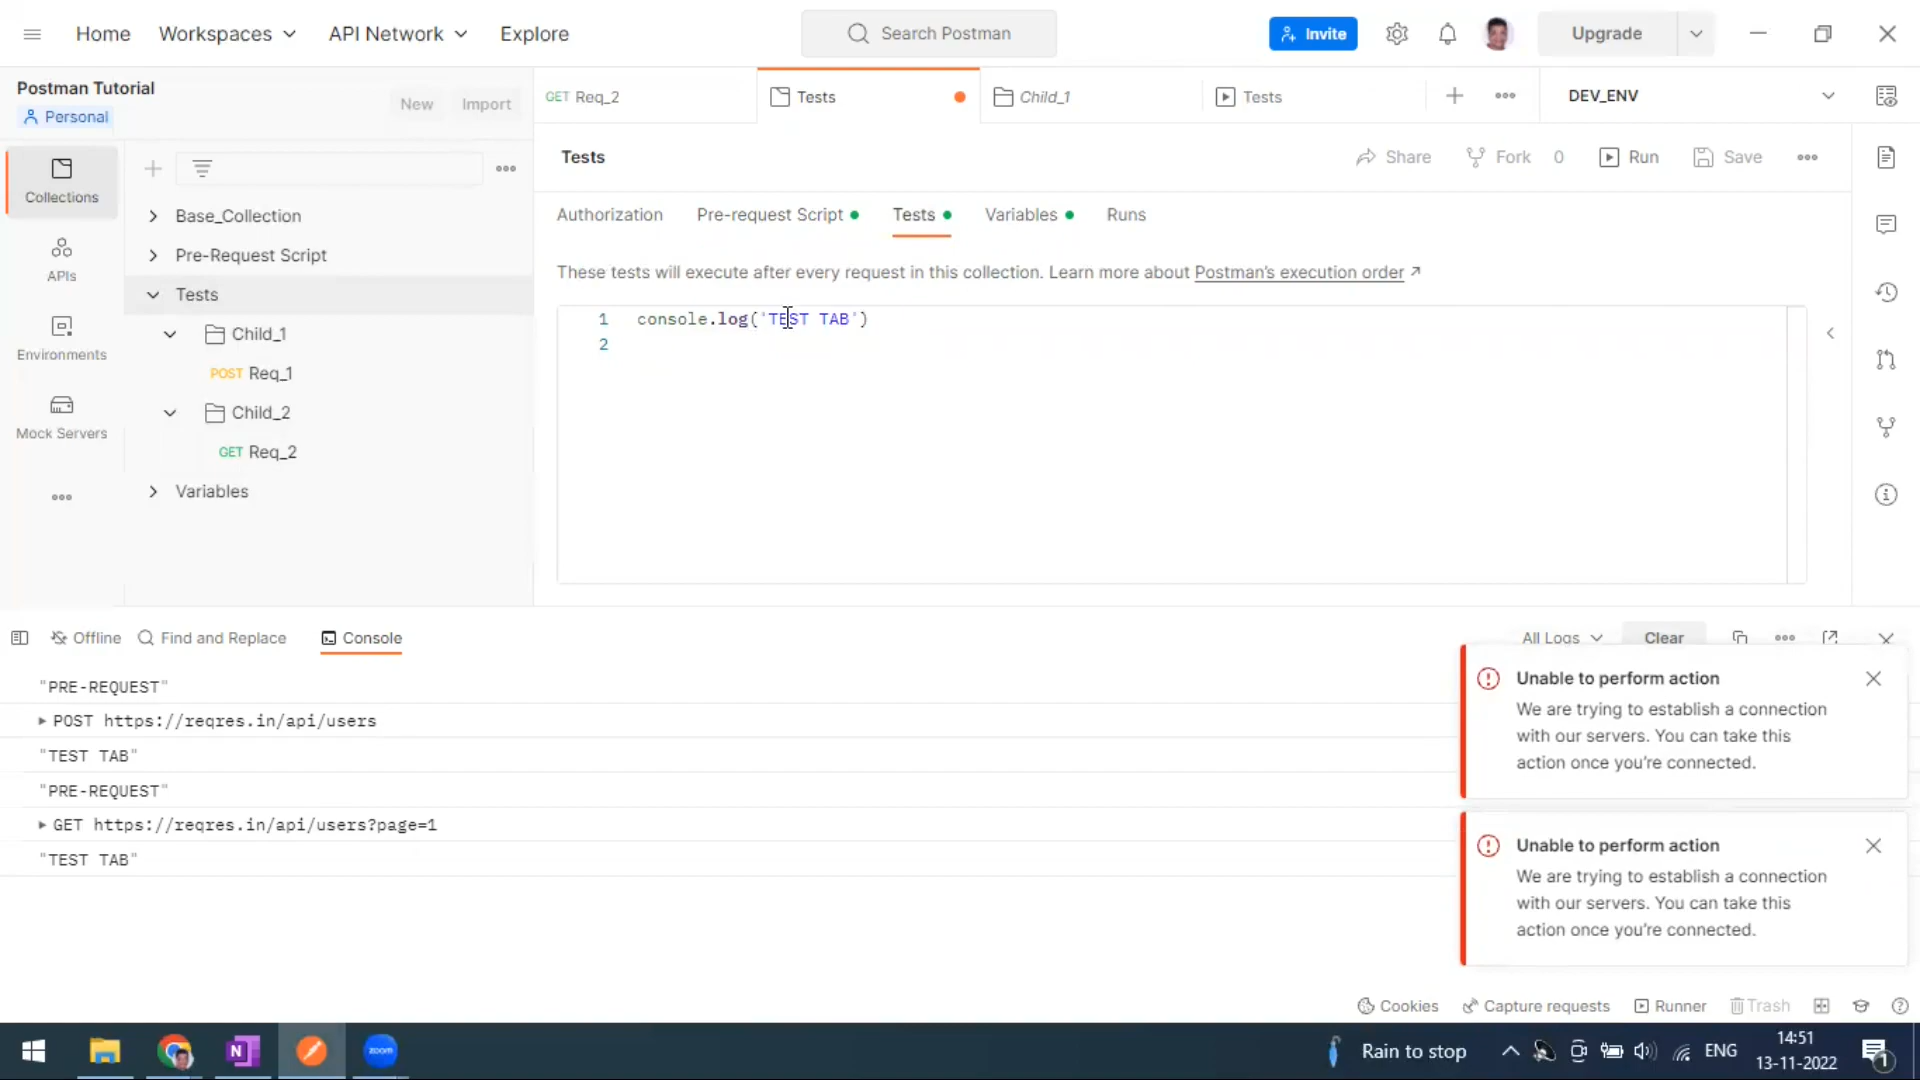 Home Workspaces API Network Explore Search Postman Invite Upgrade
Postman Tutorial New Import
Personal
GET Req_2 Tests Child_1 Tests DEV_ENV
Tests Share Fork 0 Run Save
Authorization Pre-request Script Tests Variables Runs
These tests will execute after every request in this collection. Learn more about Postman's execution order
1 console.log('TEST TAB')
2
Collections
APIs
Environments
Mock Servers
Base_Collection
Pre-Request Script
Tests
Child_1
POST Req_1
Child_2
GET Req_2
Variables
Offline Find and Replace Console All Logs Clear
"PRE-REQUEST"
POST https://reqres.in/api/users
"TEST TAB"
"PRE-REQUEST"
GET https://reqres.in/api/users?page=1
"TEST TAB"
Unable to perform action
We are trying to establish a connection
with our servers. You can take this
action once you're connected.
Unable to perform action
We are trying to establish a connection
with our servers. You can take this
action once you're connected.
Cookies Capture requests Runner Trash
N zoom Rain to stop ENG 14:51
13-11-2022 1